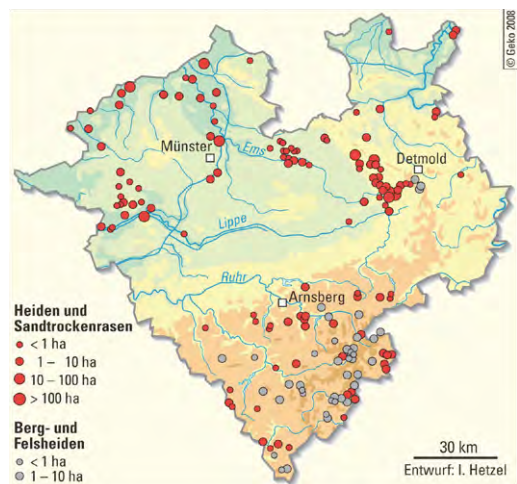 © Geko 2008
Münster
Ems
Detmold
Lippe
Ruhr
Arnsberg
Heiden und
Sandtrockenrasen
< 1 ha
1 – 10 ha
10 – 100 ha
> 100 ha
Berg- und
Felsheiden
< 1 ha
1 – 10 ha
30 km
Entwurf: I. Hetzel